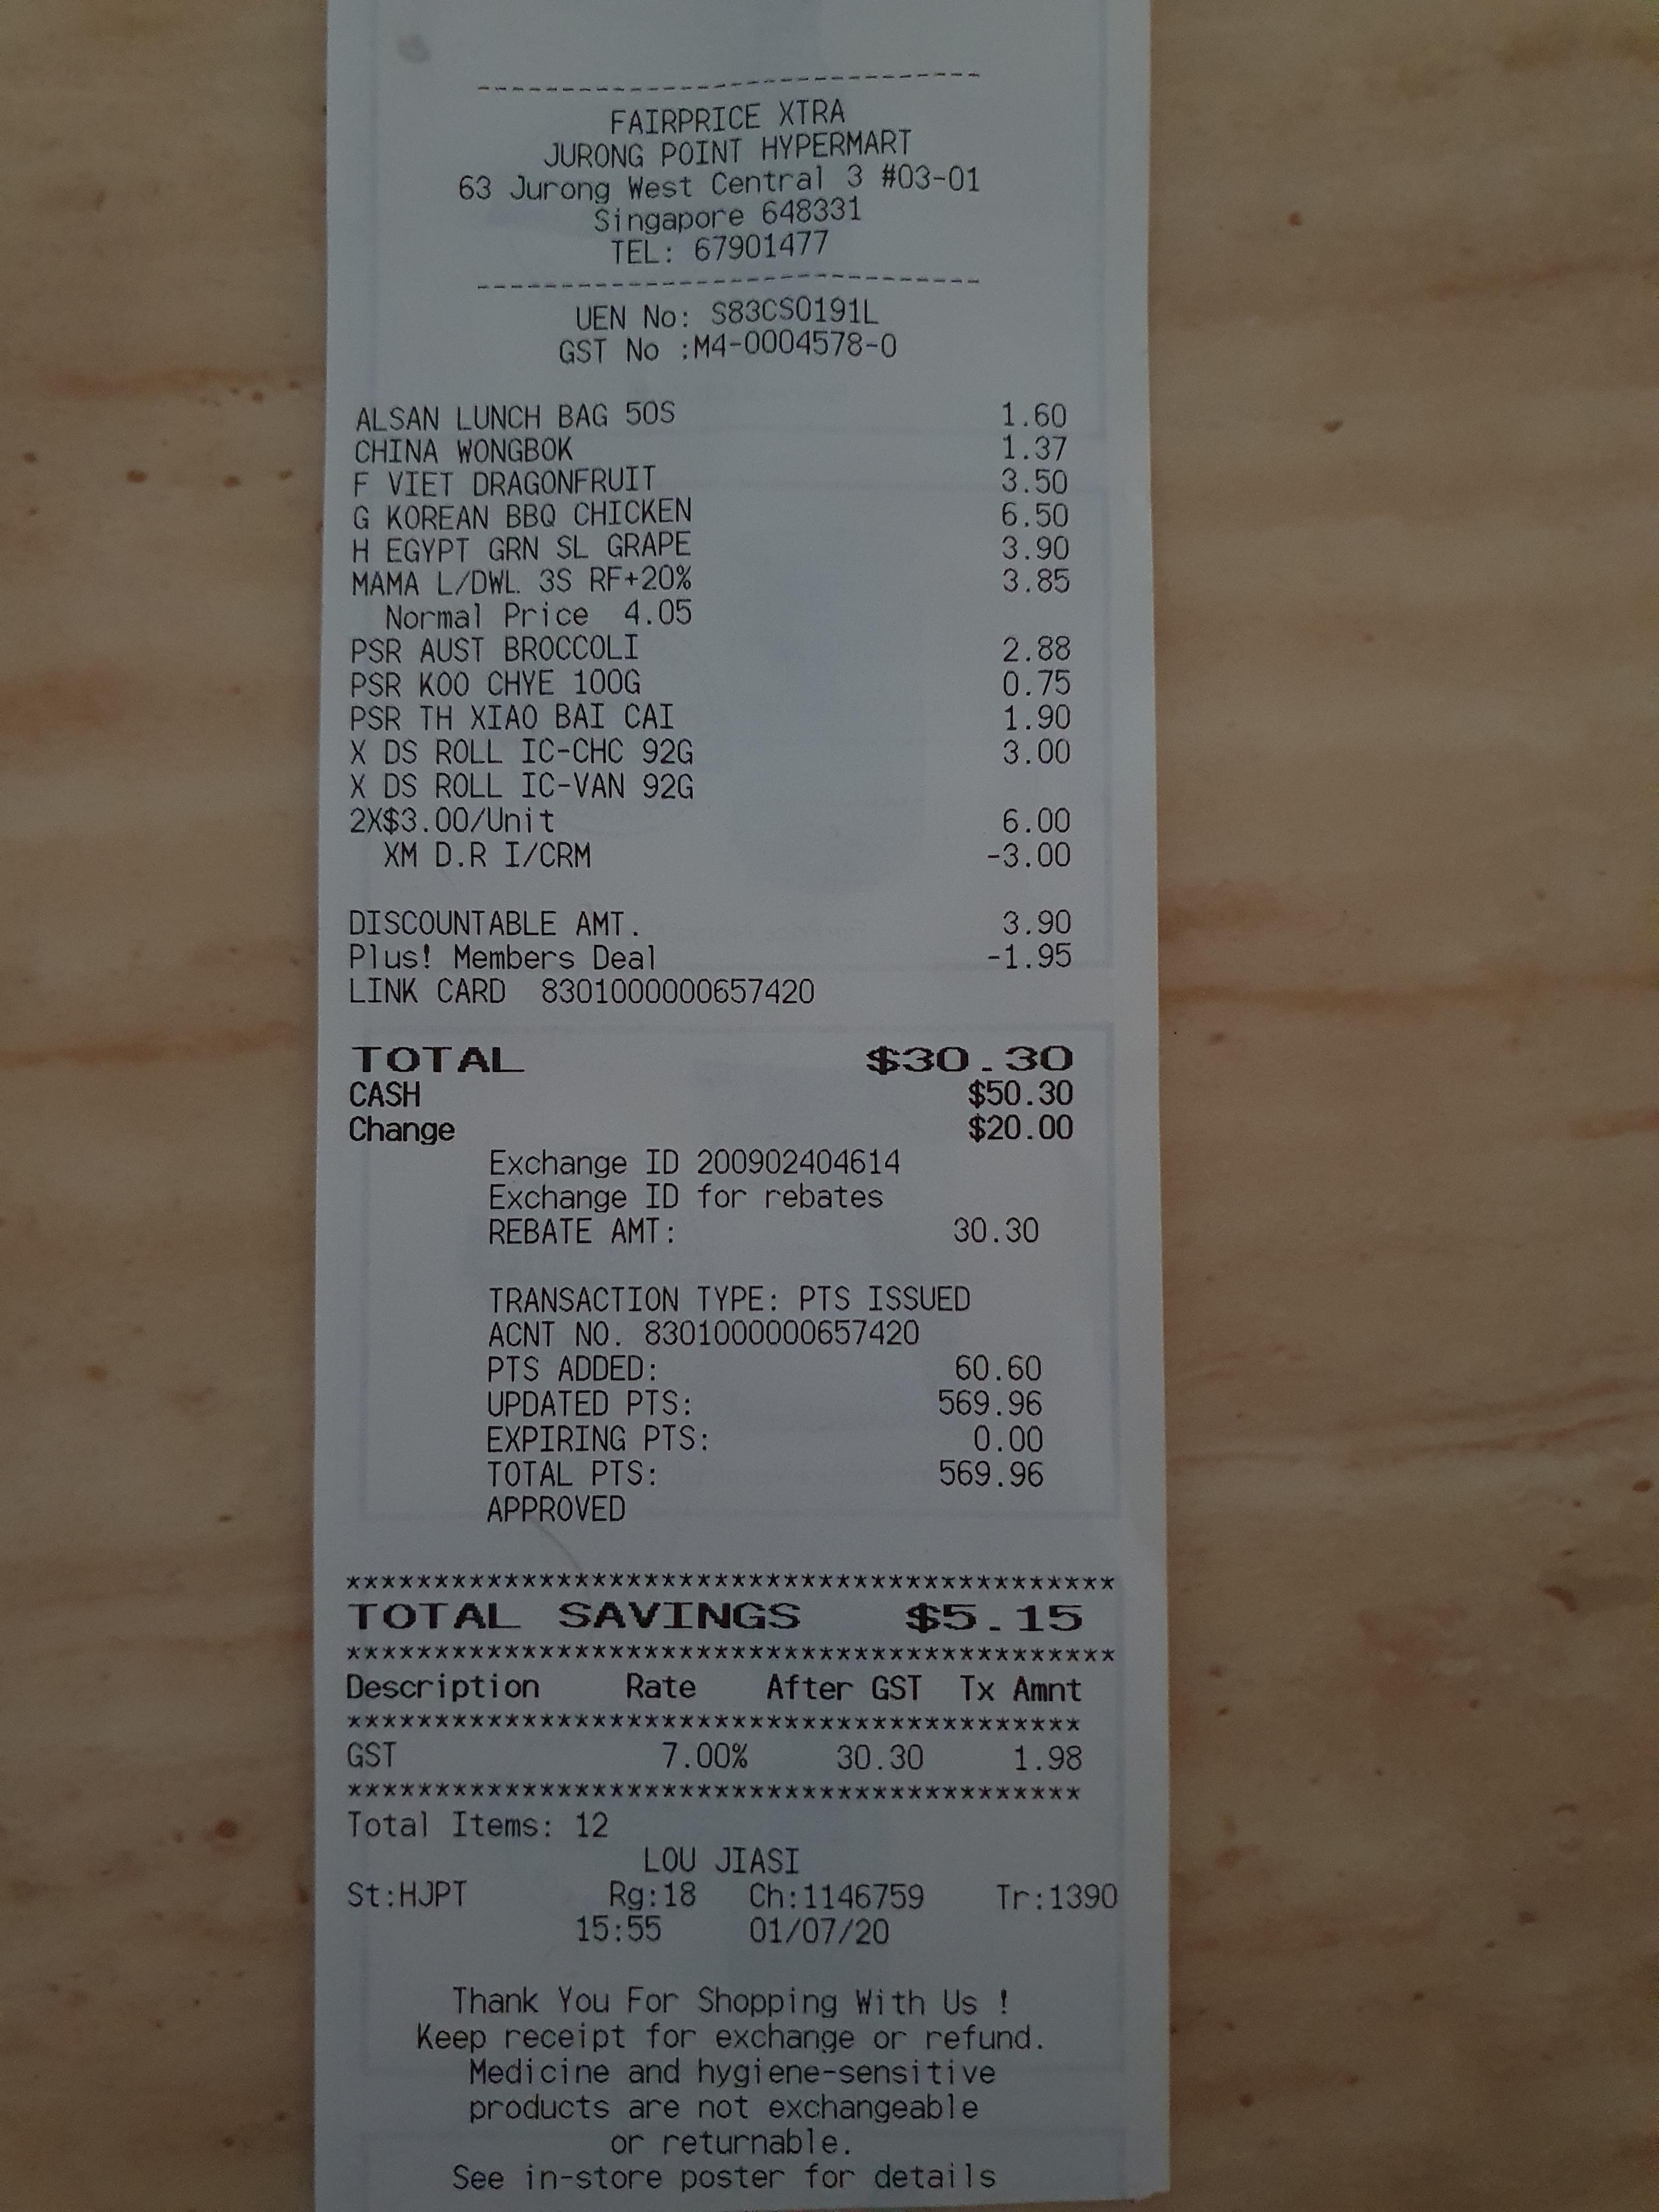 FAIRPRICE XTRA
JURONG POINT HYPERMART
63 Jurong West Central 3 #03-01
Singapore 648331
TEL: 67901477
UEN No: S83CS0191L
GST No :M4-0004578-0
ALSAN LUNCH BAG 50S 1.60
CHINA WONGBOK 1.37
F VIET DRAGONFRUIT 3.50
G KOREAN BBQ CHICKEN 6.50
H EGYPT GRN SL GRAPE 3.90
MAMA L/DWL 3S RF+20% 3.85
Normal Price 4.05
PSR AUST BROCCOLI 2.88
PSR KOO CHYE 100G 0.75
PSR TH XIAO BAI CAI 1.90
X DS ROLL IC-CHC 92G 3.00
X DS ROLL IC-VAN 92G
2X$3.00/Unit 6.00
XM D.R I/CRM -3.00
DISCOUNTABLE AMT. 3.90
Plus! Members Deal -1.95
LINK CARD 8301000000657420
TOTAL $30.30
CASH $50.30
Change $20.00
Exchange ID 200902404614
Exchange ID for rebates
REBATE AMT: 30.30
TRANSACTION TYPE: PTS ISSUED
ACNT NO. 8301000000657420
PTS ADDED: 60.60
UPDATED PTS: 569.96
EXPIRING PTS: 0.00
TOTAL PTS: 569.96
APPROVED
********************************************
TOTAL SAVINGS $5.15
********************************************
Description Rate After GST Tx Amnt
******************************************
GST 7.00% 30.30 1.98
******************************************
Total Items: 12
LOU JIASI
St:HJPT Rg:18 Ch:1146759 Tr:1390
15:55 01/07/20
Thank You For Shopping With Us !
Keep receipt for exchange or refund.
Medicine and hygiene-sensitive
products are not exchangeable
or returnable.
See in-store poster for details